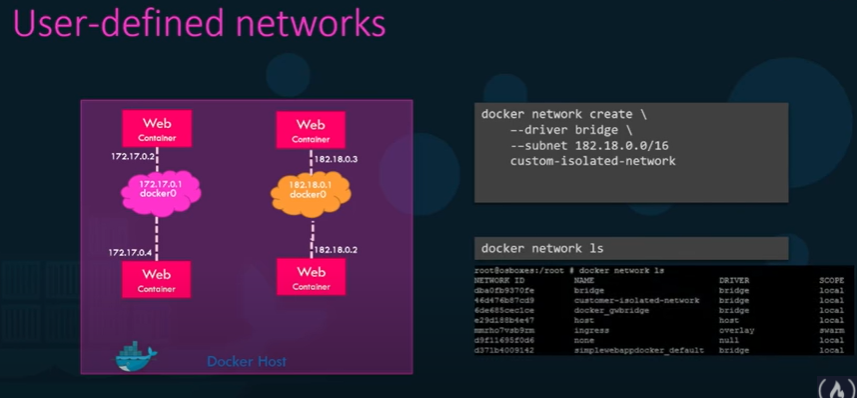 User-defined networks
Web
Container
172.17.0.2
172.17.0.1
docker0
172.17.0.4
Web
Container
Web
Container
182.18.0.3
182.18.0.1
docker0
182.18.0.2
Web
Container
Docker Host
docker network create \
--driver bridge \
--subnet 182.18.0.0/16
custom-isolated-network
docker network ls
root@osboxes:/root # docker network ls
NETWORK ID NAME DRIVER SCOPE
dba0fb9370fe bridge bridge local
46d476b87cd9 customer-isolated-network bridge local
6de685cec1ce docker_gwbridge bridge local
e29d188b4e47 host host local
mmrho7vsb9rm ingress overlay swarm
d9f11695f0d6 none null local
d371b4009142 simplewebappdocker_default bridge local